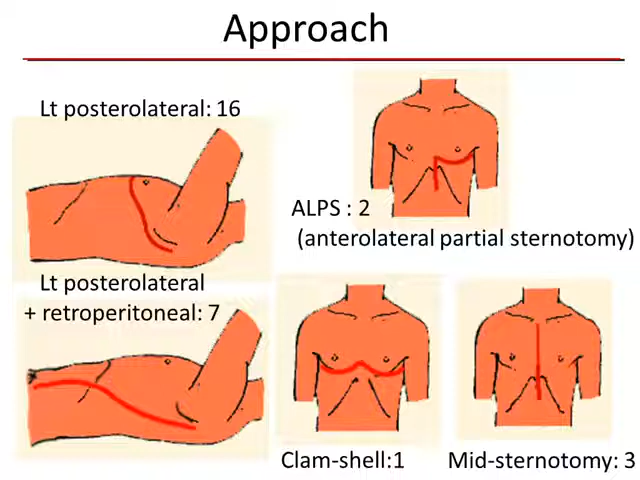 Approach
Lt posterolateral: 16
ALPS : 2
(anterolateral partial sternotomy)
Lt posterolateral
+ retroperitoneal: 7
Clam-shell:1
Mid-sternotomy: 3